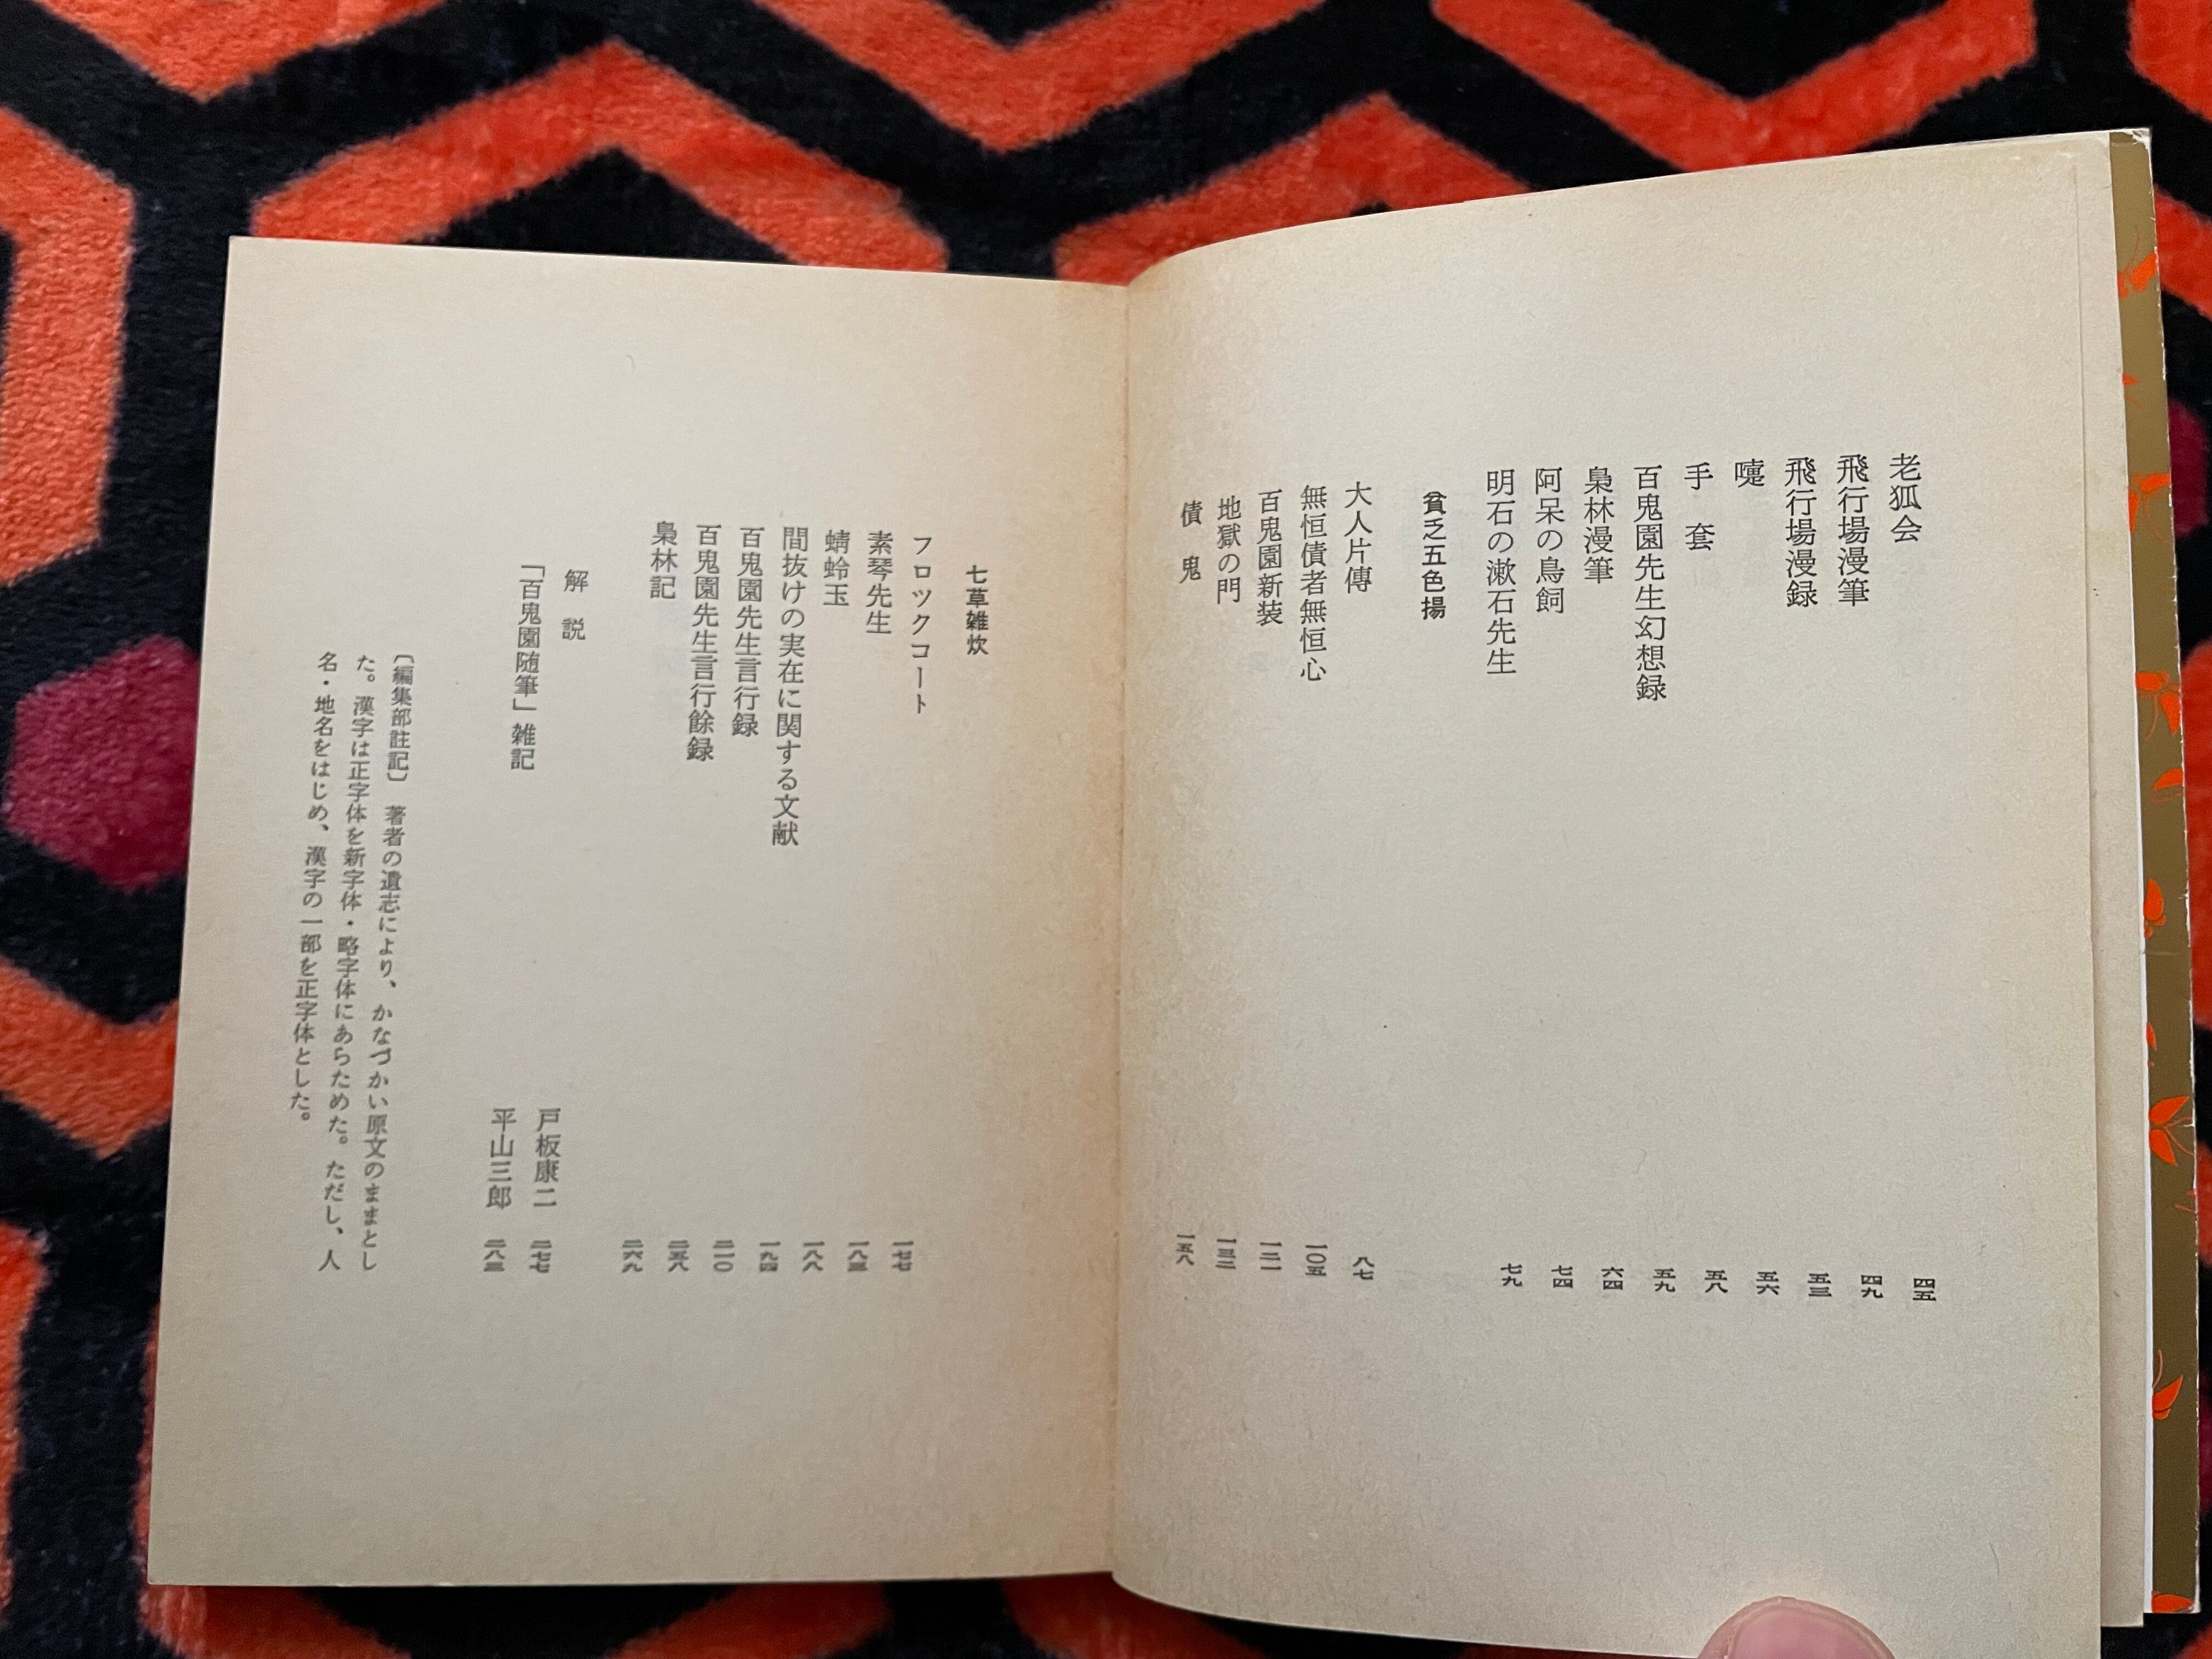 老狐会 四五
飛行場漫筆 四九
飛行場漫録 五三
嚏 五六
手套 五八
百鬼園先生幻想録 五九
梟林漫筆 六四
阿呆の鳥飼 七四
明石の漱石先生 七九
貧乏五色揚
大人片傳 八七
無恒債者無恒心 一〇五
百鬼園新装 一二一
地獄の門 一三二
債鬼 一五八
七草雑炊
フロツクコート 一七七
素琴先生 一八三
蜻蛉玉 一八八
間抜けの実在に関する文献 一九四
百鬼園先生言行録 二一〇
百鬼園先生言行餘録 二五八
梟林記 二六九
解説 戸板康二 二七七
「百鬼園随筆」雑記 平山三郎 二八三
〔編集部註記〕 著者の遺志により、かなづかい原文のままとし
た。漢字は正字体を新字体・略字体にあらためた。ただし、人
名・地名をはじめ、漢字の一部を正字体とした。